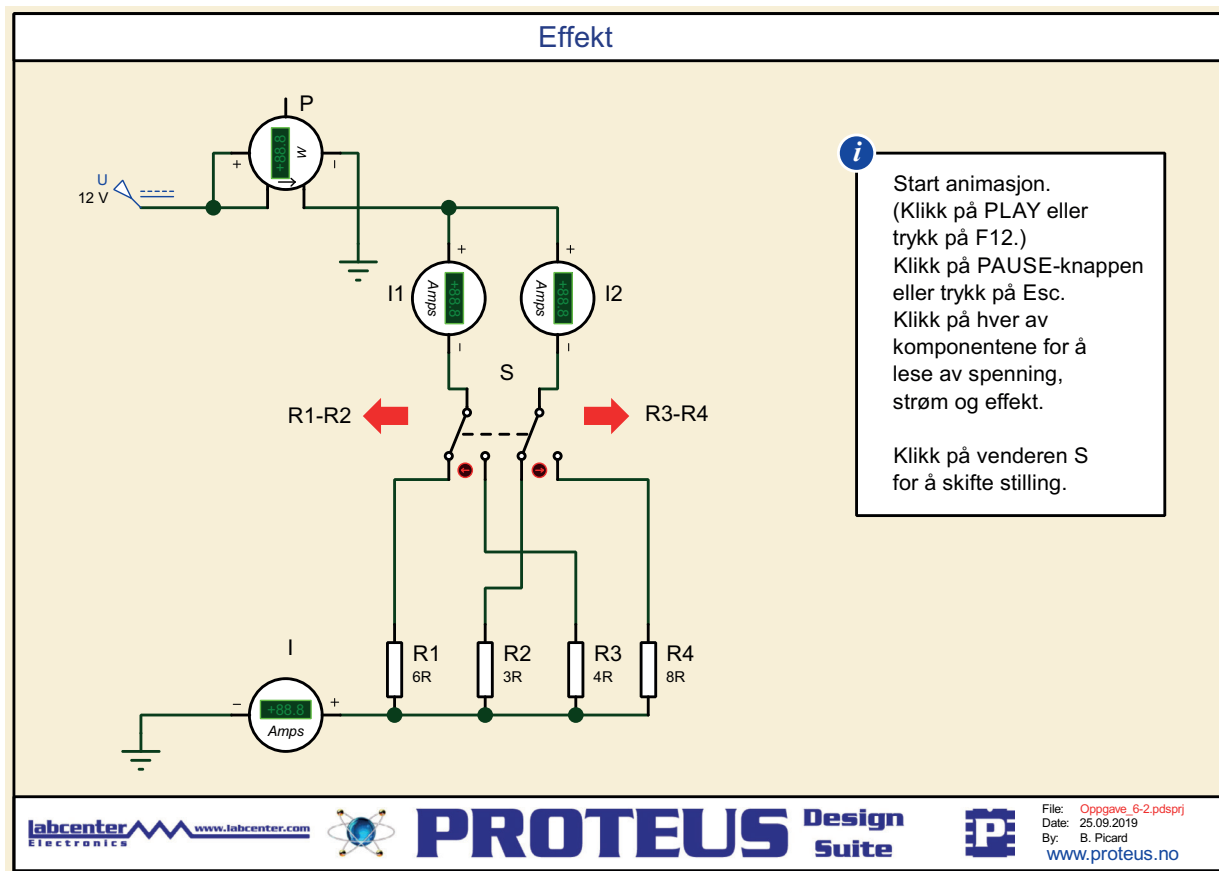 Effekt
P
+88.8
W
+
−
U
12 V
+
+
I1
+88.8
Amps
+88.8
Amps
I2
−
−
S
R1-R2
R3-R4
i
Start animasjon.
(Klikk på PLAY eller
trykk på F12.)
Klikk på PAUSE-knappen
eller trykk på Esc.
Klikk på hver av
komponentene for å
lese av spenning,
strøm og effekt.
Klikk på venderen S
for å skifte stilling.
R1
6R
R2
3R
R3
4R
R4
8R
I
−
+
+88.8
Amps
labcenter www.labcenter.com
Electronics
PROTEUS
Design
Suite
P
File: Oppgave_6-2.pdsprj
Date: 25.09.2019
By: B. Picard
www.proteus.no